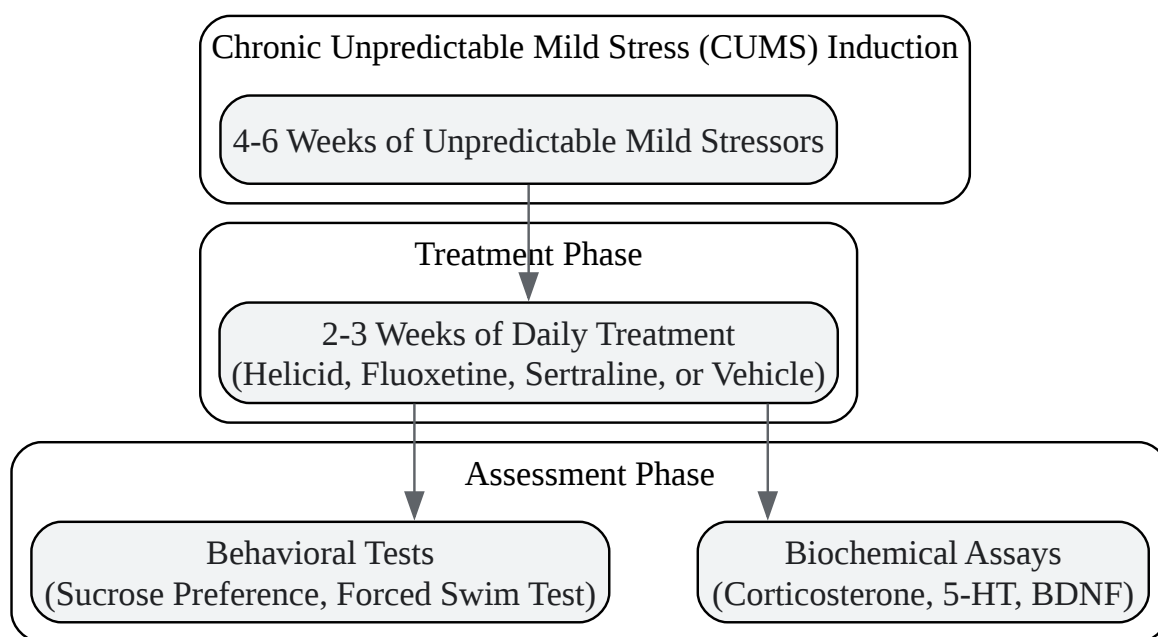 Chronic Unpredictable Mild Stress (CUMS) Induction
4-6 Weeks of Unpredictable Mild Stressors
Treatment Phase
2-3 Weeks of Daily Treatment
(Helicid, Fluoxetine, Sertraline, or Vehicle)
Assessment Phase
Behavioral Tests
(Sucrose Preference, Forced Swim Test)
Biochemical Assays
(Corticosterone, 5-HT, BDNF)